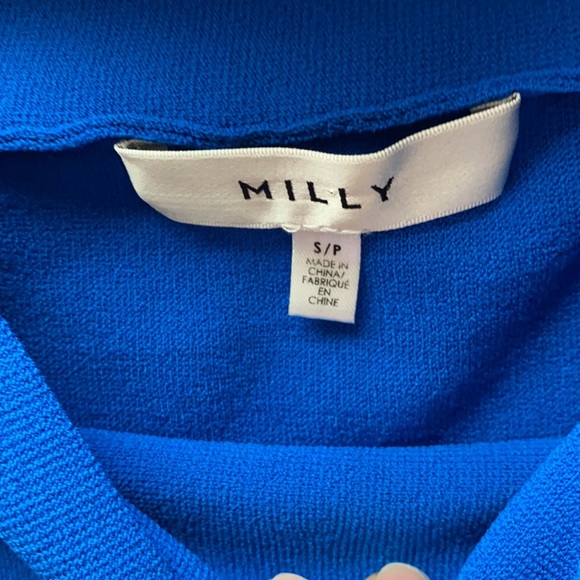 MILLY
S/P
MADE IN
CHINA/
FABRIQUÉ
EN
CHINE